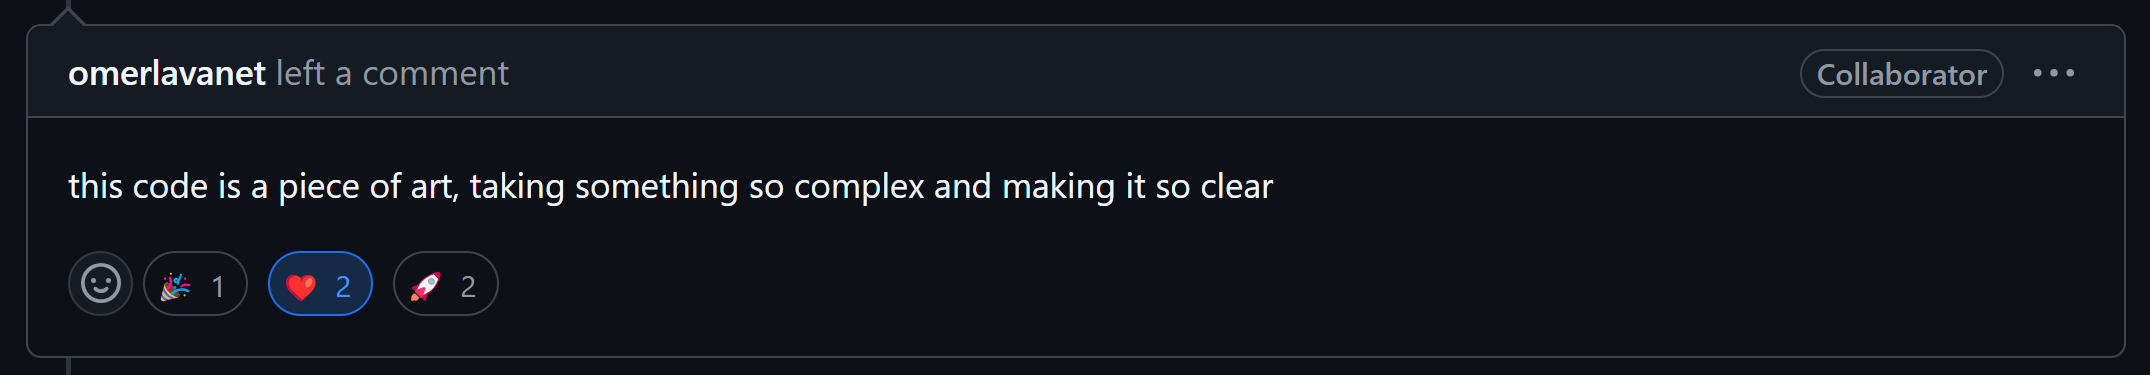 omerlavanet left a comment
Collaborator
this code is a piece of art, taking something so complex and making it so clear
1
2
2